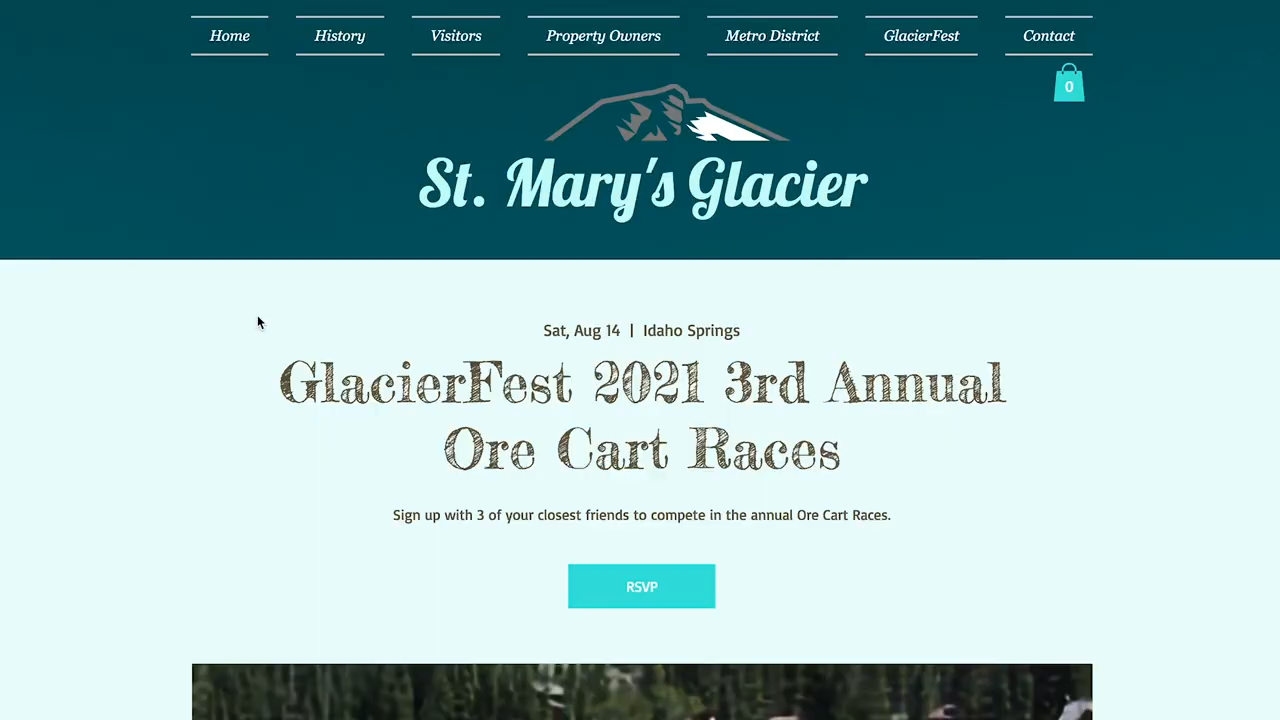 Home
History
Visitors
Property Owners
Metro District
GlacierFest
Contact
0
St. Mary's Glacier
Sat, Aug 14 | Idaho Springs
GlacierFest 2021 3rd Annual
Ore Cart Races
Sign up with 3 of your closest friends to compete in the annual Ore Cart Races.
RSVP